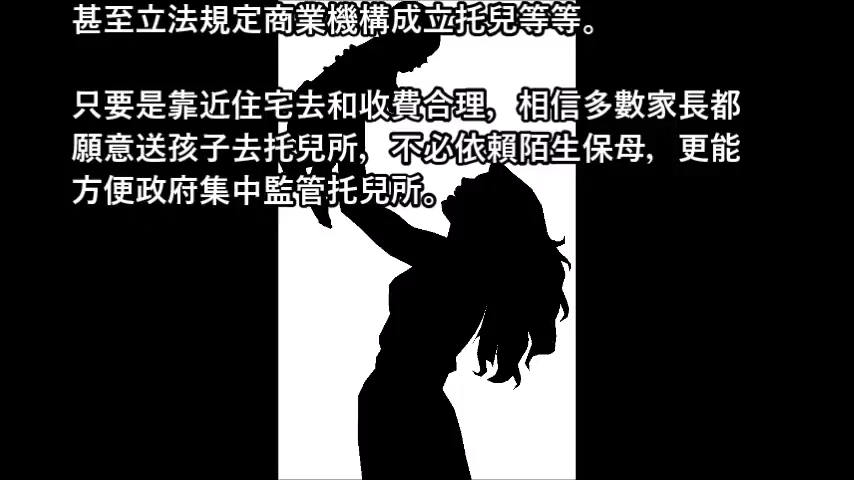 甚至立法規定商業機構成立托兒等等。
只要是靠近住宅去和收費合理，相信多數家長都
願意送孩子去托兒所，不必依賴陌生保母，更能
方便政府集中監管托兒所。